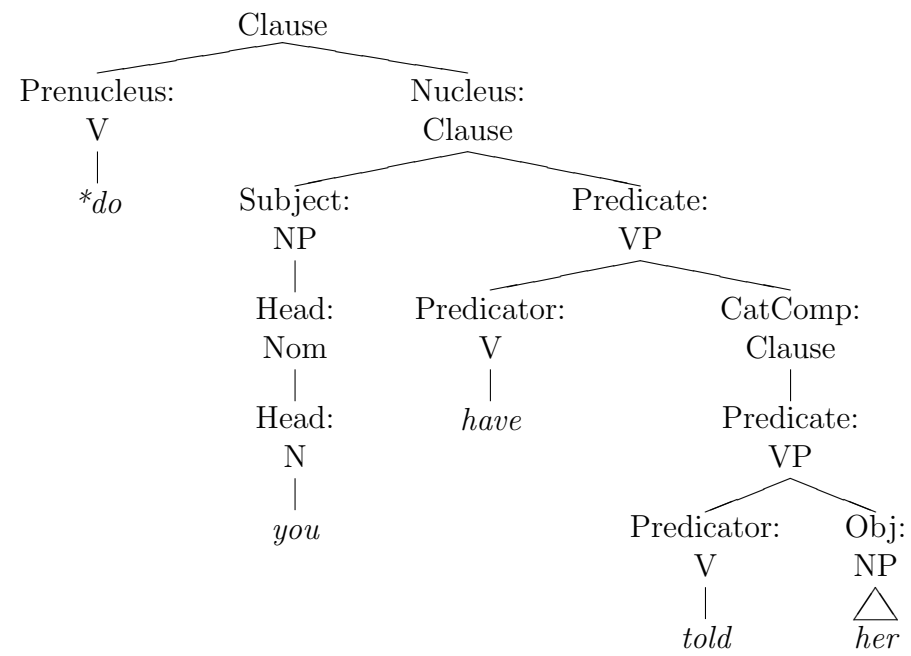 Clause
Prenucleus: Nucleus:
V Clause
*do Subject: Predicate:
NP VP
Head: Predicator: CatComp:
Nom V Clause
Head: have Predicate:
N VP
you Predicator: Obj:
V NP
told her